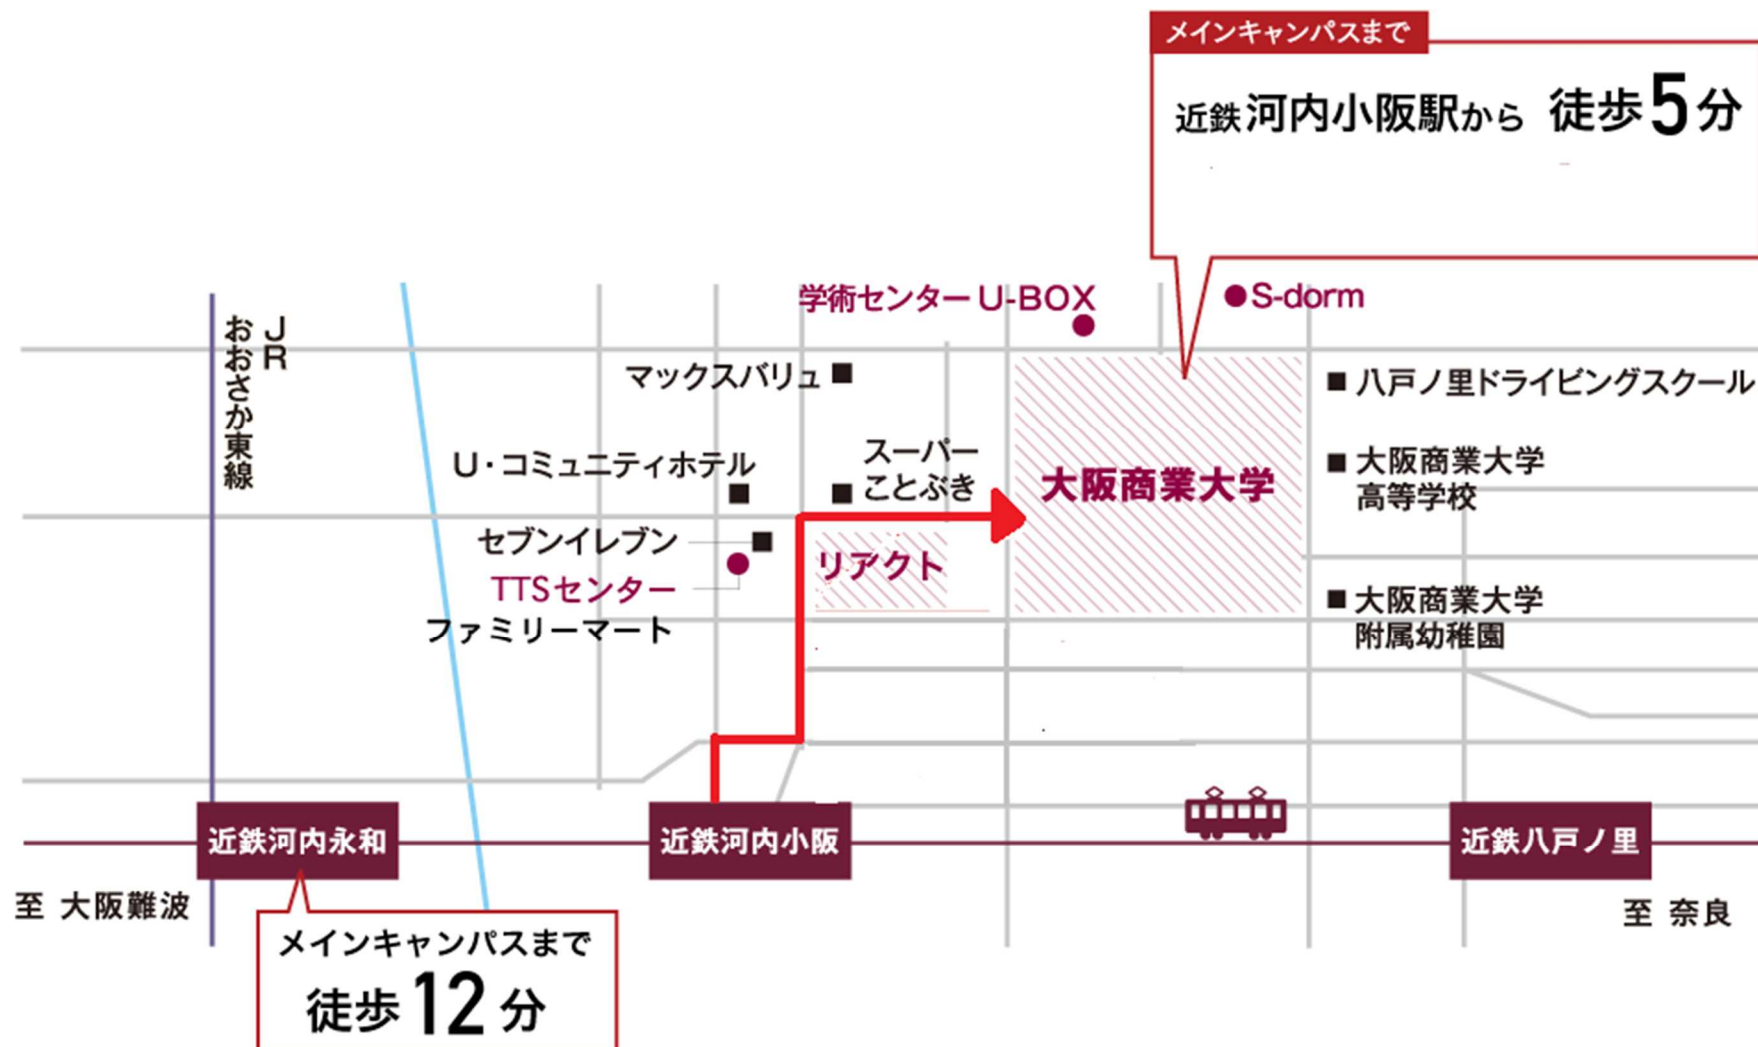 メインキャンパスまで
近鉄河内小阪駅から 徒歩5分
学術センターU-BOX
S-dorm
JR
おおさか東線
マックスバリュ
八戸ノ里ドライビングスクール
U・コミュニティホテル
スーパー
ことぶき
大阪商業大学
大阪商業大学
高等学校
セブンイレブン
リアクト
TTSセンター
ファミリーマート
大阪商業大学
附属幼稚園
近鉄河内永和
近鉄河内小阪
近鉄八戸ノ里
至 大阪難波
至 奈良
メインキャンパスまで
徒歩12分